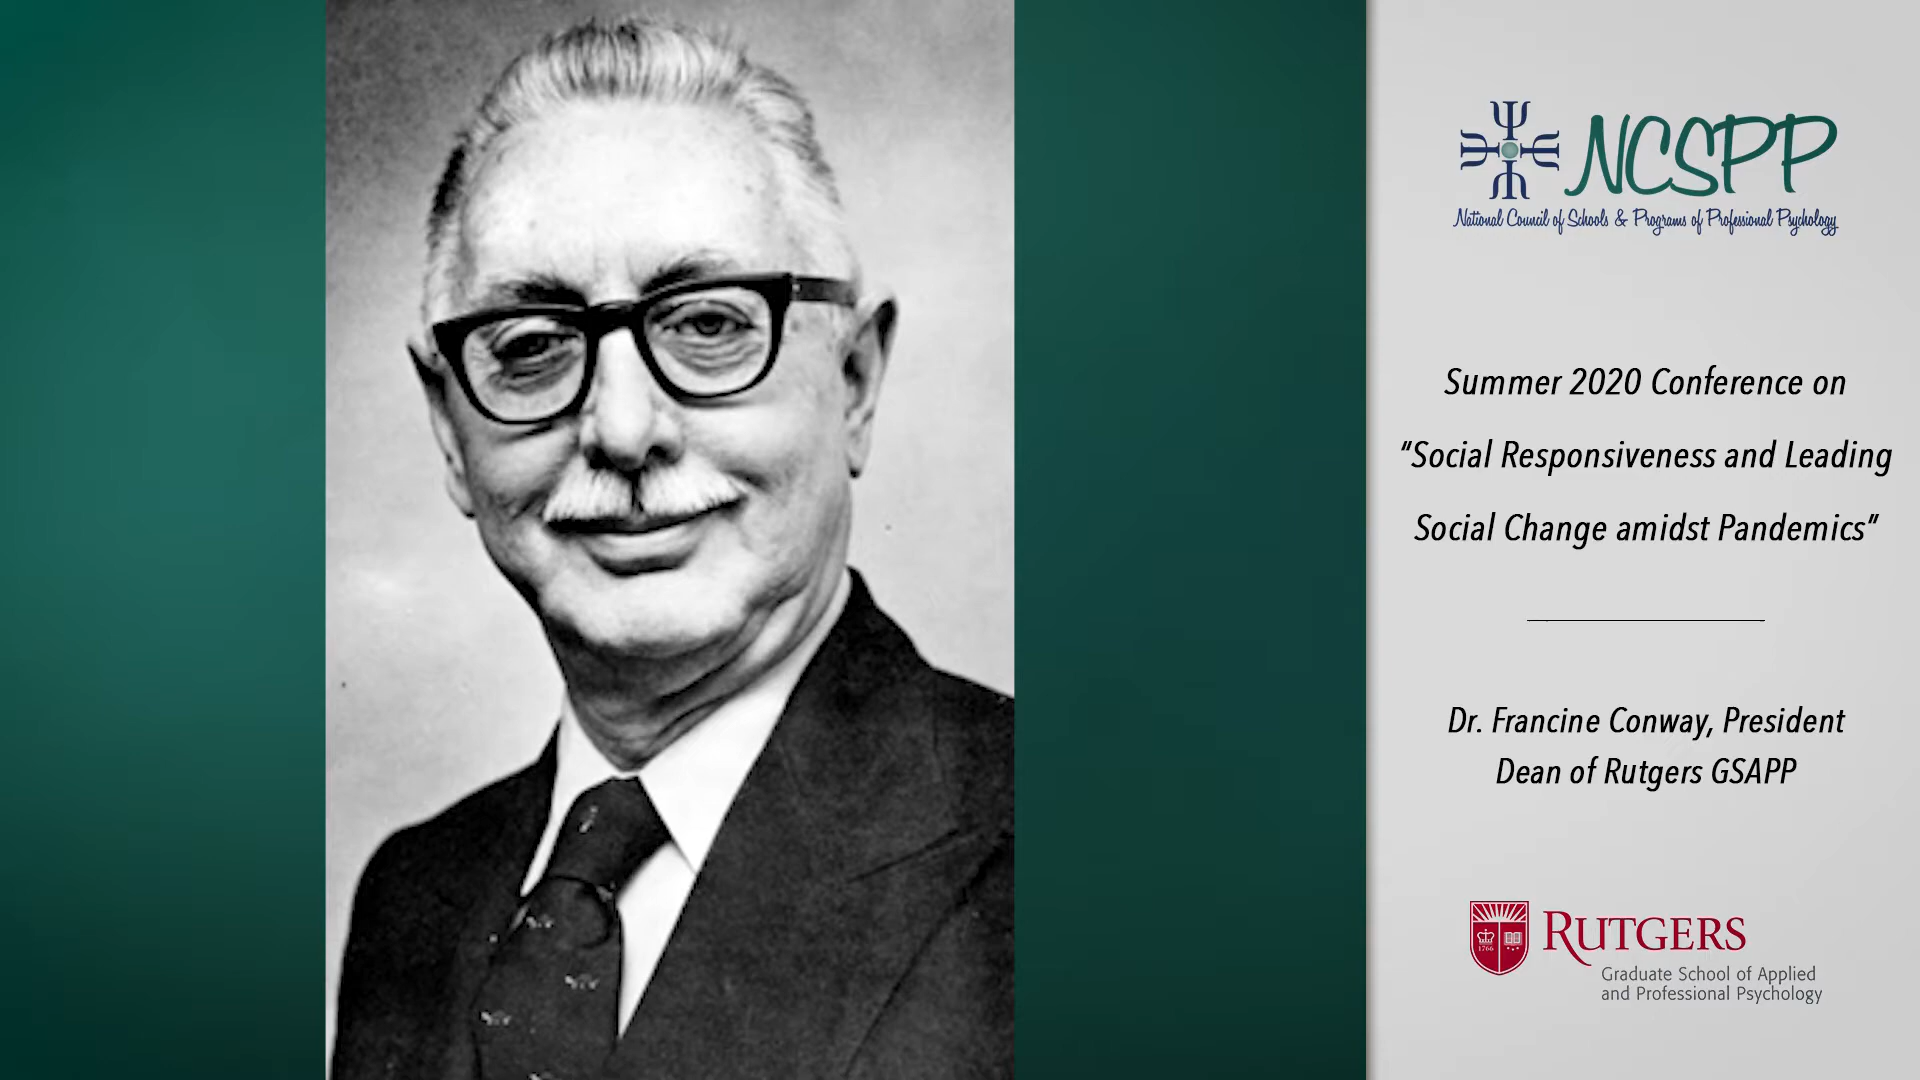 NCSPP
National Council of Schools & Programs of Professional Psychology
Summer 2020 Conference on
"Social Responsiveness and Leading
Social Change amidst Pandemics"
Dr. Francine Conway, President
Dean of Rutgers GSAPP
1766
RUTGERS
Graduate School of Applied
and Professional Psychology